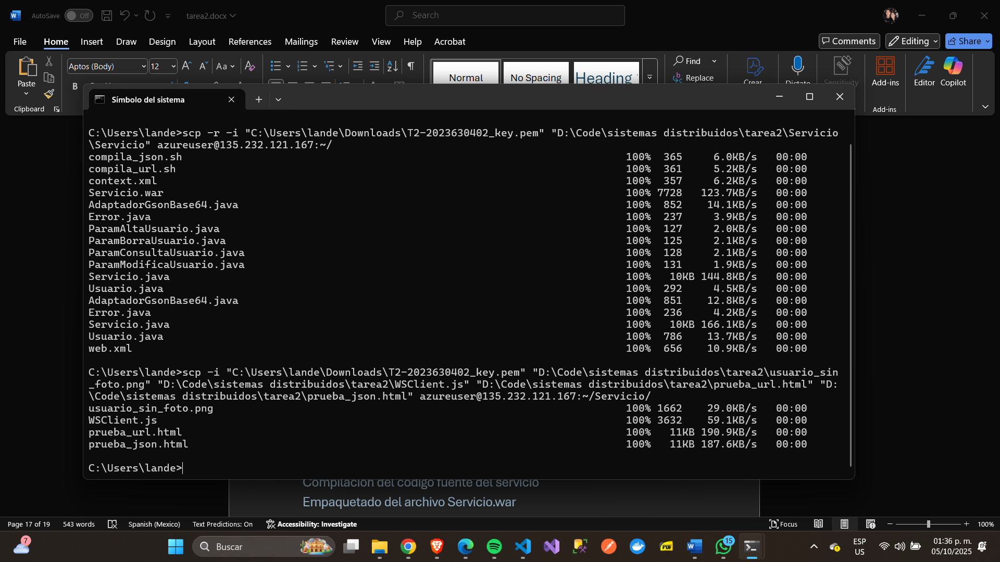 AutoSave Off tarea2.docx Search
File Home Insert Draw Design Layout References Mailings Review View Help Acrobat Comments Editing Share
Aptos (Body) 12 Aa Normal No Spacing Heading Find
Replace
Paste Crear Dictate Sensitivity Add-ins Editor Copilot
B
Clipboard Add-ins
Símbolo del sistema
C:\Users\lande>scp -r -i "C:\Users\lande\Downloads\T2-2023630402_key.pem" "D:\Code\sistemas distribuidos\tarea2\Servicio
\Servicio" azureuser@135.232.121.167:~/
compila_json.sh 100% 365 6.0KB/s 00:00
compila_url.sh 100% 361 5.2KB/s 00:00
context.xml 100% 357 6.2KB/s 00:00
Servicio.war 100% 7728 123.7KB/s 00:00
AdaptadorGsonBase64.java 100% 852 14.1KB/s 00:00
Error.java 100% 237 3.9KB/s 00:00
ParamAltaUsuario.java 100% 127 2.0KB/s 00:00
ParamBorraUsuario.java 100% 125 2.1KB/s 00:00
ParamConsultaUsuario.java 100% 128 2.1KB/s 00:00
ParamModificaUsuario.java 100% 131 1.9KB/s 00:00
Servicio.java 100% 10KB 144.8KB/s 00:00
Usuario.java 100% 292 4.5KB/s 00:00
AdaptadorGsonBase64.java 100% 851 12.8KB/s 00:00
Error.java 100% 236 4.2KB/s 00:00
Servicio.java 100% 10KB 166.1KB/s 00:00
Usuario.java 100% 786 13.7KB/s 00:00
web.xml 100% 656 10.9KB/s 00:00
C:\Users\lande>scp -i "C:\Users\lande\Downloads\T2-2023630402_key.pem" "D:\Code\sistemas distribuidos\tarea2\usuario_sin
_foto.png" "D:\Code\sistemas distribuidos\tarea2\WSClient.js" "D:\Code\sistemas distribuidos\tarea2\prueba_url.html" "D:
\Code\sistemas distribuidos\tarea2\prueba_json.html" azureuser@135.232.121.167:~/Servicio/
usuario_sin_foto.png 100% 1662 29.0KB/s 00:00
WSClient.js 100% 3632 59.1KB/s 00:00
prueba_url.html 100% 11KB 190.9KB/s 00:00
prueba_json.html 100% 11KB 187.6KB/s 00:00
C:\Users\lande>
Compilación del código fuente del servicio
Empaquetado del archivo Servicio.war
Page 17 of 19 543 words Spanish (Mexico) Text Predictions: On Accessibility: Investigate Focus 100%
7 Buscar PDF 15 ESP 01:36 p. m.
US 05/10/2025